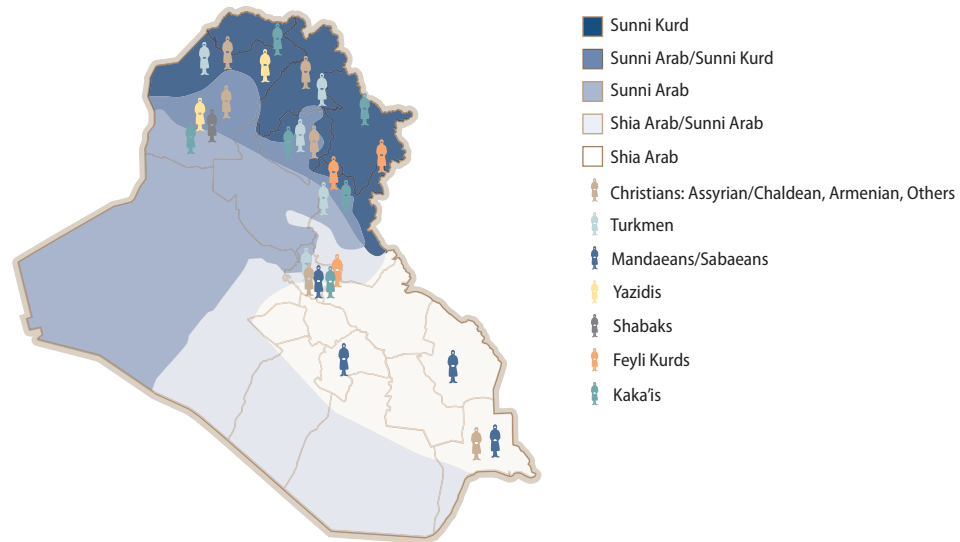 Sunni Kurd
Sunni Arab/Sunni Kurd
Sunni Arab
Shia Arab/Sunni Arab
Shia Arab
Christians: Assyrian/Chaldean, Armenian, Others
Turkmen
Mandaeans/Sabaeans
Yazidis
Shabaks
Feyli Kurds
Kaka'is